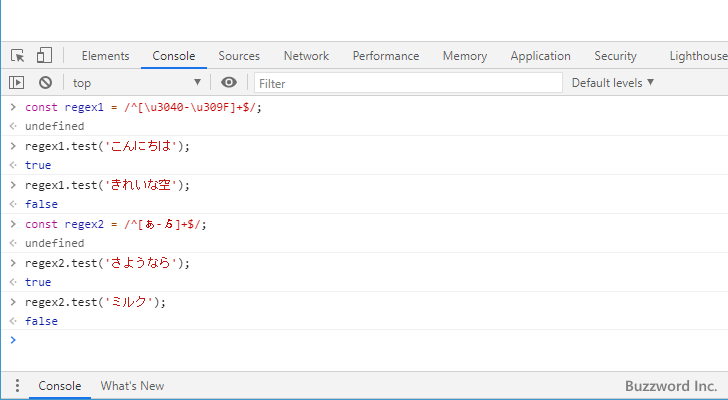 Elements Console Sources Network Performance Memory Application Security Lighthouse
top Filter Default levels
> const regex1 = /^[\u3040-\u309F]+$/;
undefined
> regex1.test('こんにちは');
true
> regex1.test('きれいな空');
false
> const regex2 = /^[ぁ-ゟ]+$/;
undefined
> regex2.test('さようなら');
true
> regex2.test('ミルク');
false
>
Console What's New
Buzzword Inc.